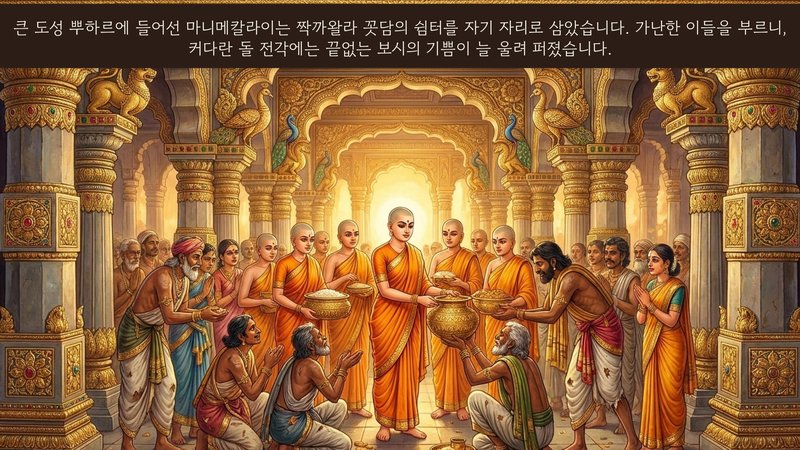 큰 도성 뿌하르에 들어선 마니메칼라이는 짝까왈라 꼿담의 쉼터를 자기 자리로 삼았습니다. 가난한 이들을 부르니,
커다란 돌 전각에는 끝없는 보시의 기쁨이 늘 울려 퍼졌습니다.